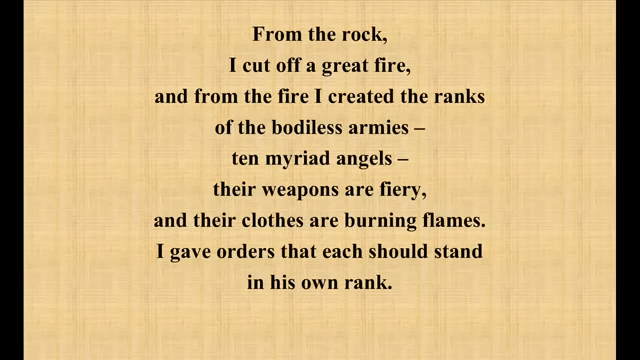 From the rock,
I cut off a great fire,
and from the fire I created the ranks
of the bodiless armies –
ten myriad angels –
their weapons are fiery,
and their clothes are burning flames.
I gave orders that each should stand
in his own rank.